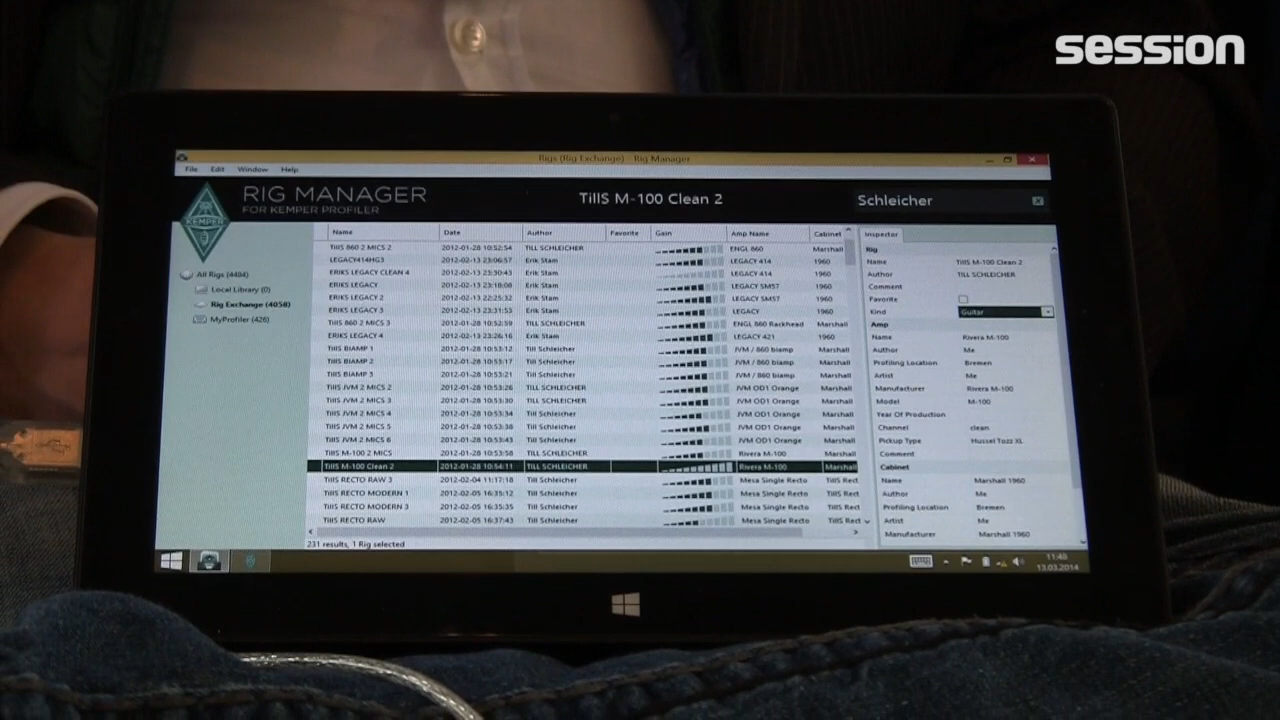 session
Rigs (Rig Exchange) - Rig Manager
File Edit Window Help
RIG MANAGER
FOR KEMPER PROFILER
KEMPER
TillS M-100 Clean 2
Schleicher
All Rigs (4484)
Local Library (0)
Rig Exchange (4058)
MyProfiler (426)
Name Date Author Favorite Gain Amp Name Cabinet
TillS 860 2 MICS 2 2012-01-28 10:52:54 TILL SCHLEICHER ENGL 860 Marshall
LEGACY414HG3 2012-02-13 23:06:57 Erik Stam LEGACY 414 1960
ERIKS LEGACY CLEAN 4 2012-02-13 23:30:43 Erik Stam LEGACY 414 1960
ERIKS LEGACY 2012-02-13 23:18:08 Erik Stam LEGACY SM57 1960
ERIKS LEGACY 2 2012-02-13 22:25:32 Erik Stam LEGACY SM57 1960
ERIKS LEGACY 3 2012-02-13 23:31:53 Erik Stam LEGACY 1960
TillS 860 2 MICS 3 2012-01-28 10:52:59 TILL SCHLEICHER ENGL 860 Rackhead Marshall
ERIKS LEGACY 4 2012-02-13 23:26:16 Erik Stam LEGACY 421 1960
TillS BIAMP 1 2012-01-28 10:53:12 Till Schleicher JVM / 860 biamp Marshall
TillS BIAMP 2 2012-01-28 10:53:17 Till Schleicher JVM / 860 biamp Marshall
TillS BIAMP 3 2012-01-28 10:53:21 Till Schleicher JVM / 860 biamp Marshall
TillS JVM 2 MICS 2 2012-01-28 10:53:26 TILL SCHLEICHER JVM OD1 Orange Marshall
TillS JVM 2 MICS 3 2012-01-28 10:53:30 TILL SCHLEICHER JVM OD1 Orange Marshall
TillS JVM 2 MICS 4 2012-01-28 10:53:34 Till Schleicher JVM OD1 Orange Marshall
TillS JVM 2 MICS 5 2012-01-28 10:53:38 Till Schleicher JVM OD1 Orange Marshall
TillS JVM 2 MICS 6 2012-01-28 10:53:43 Till Schleicher JVM OD1 Orange Marshall
TillS M-100 2 MICS 2012-01-28 10:53:58 TILL SCHLEICHER Rivera M-100 Marshall
TillS M-100 Clean 2 2012-01-28 10:54:11 TILL SCHLEICHER Rivera M-100 Marshall
TillS RECTO RAW 3 2012-02-04 11:17:18 Till Schleicher Mesa Single Recto TillS Rect
TillS RECTO MODERN 1 2012-02-05 16:35:12 Till Schleicher Mesa Single Recto TillS Rect
TillS RECTO MODERN 3 2012-02-05 16:35:35 Till Schleicher Mesa Single Recto TillS Rect
TillS RECTO RAW 2012-02-05 16:37:43 Till Schleicher Mesa Single Recto TillS Rect
231 results, 1 Rig selected
Inspector
Rig
Name TillS M-100 Clean 2
Author TILL SCHLEICHER
Comment
Favorite
Kind Guitar
Amp
Name Rivera M-100
Author Me
Profiling Location Bremen
Artist Me
Manufacturer Rivera M-100
Model M-100
Year Of Production
Channel clean
Pickup Type Hussel Tozz XL
Comment
Cabinet
Name Marshall 1960
Author Me
Profiling Location Bremen
Artist Me
Manufacturer Marshall 1960
11:48
13.03.2014